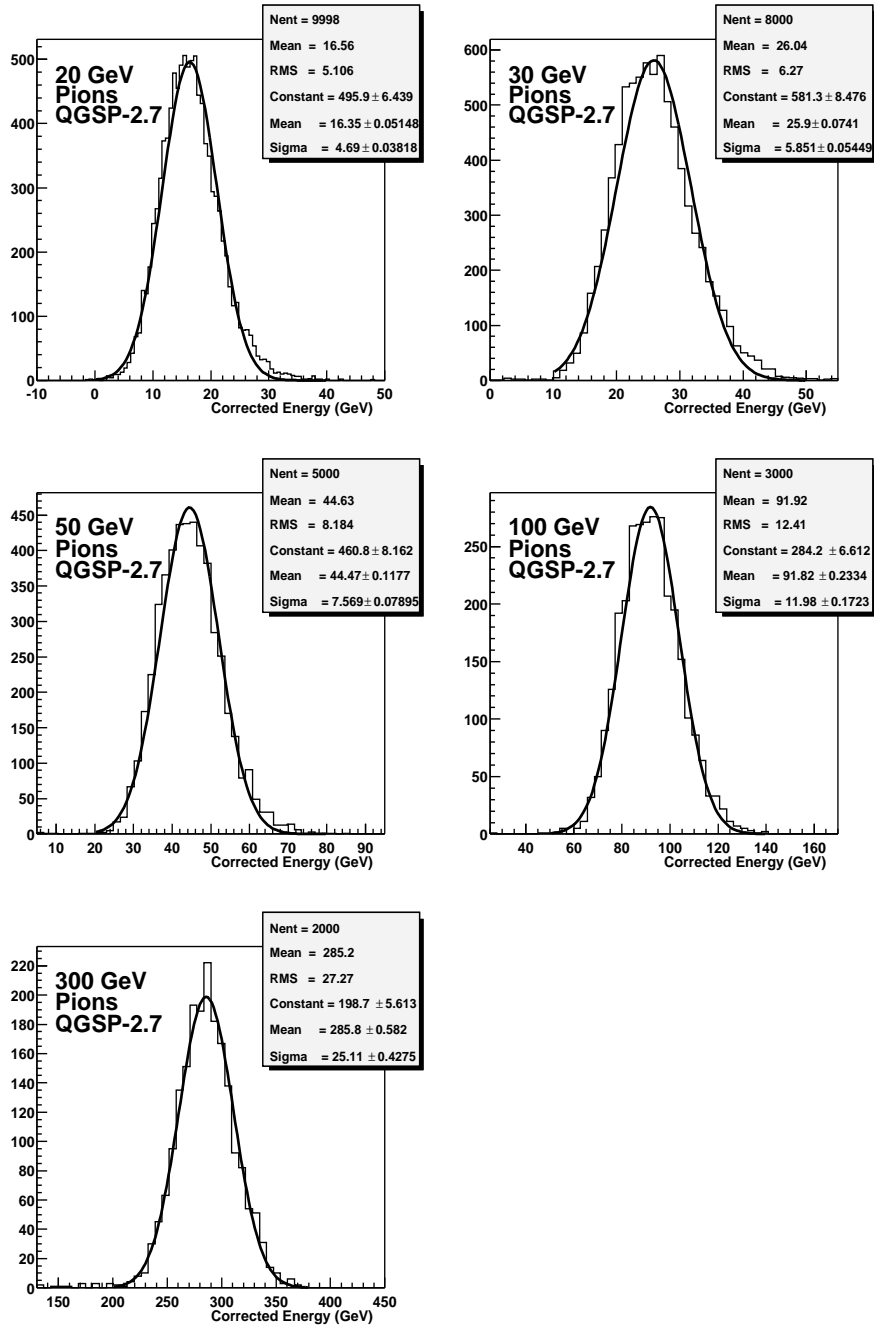 Nent = 9998
Mean = 16.56
RMS = 5.106
Constant = 495.9 ± 6.439
Mean = 16.35 ± 0.05148
Sigma = 4.69 ± 0.03818
20 GeV
Pions
QGSP-2.7
500
400
300
200
100
0
-10 0 10 20 30 40 50
Corrected Energy (GeV)
Nent = 8000
Mean = 26.04
RMS = 6.27
Constant = 581.3 ± 8.476
Mean = 25.9 ± 0.0741
Sigma = 5.851 ± 0.05449
30 GeV
Pions
QGSP-2.7
600
500
400
300
200
100
0
0 10 20 30 40 50
Corrected Energy (GeV)
Nent = 5000
Mean = 44.63
RMS = 8.184
Constant = 460.8 ± 8.162
Mean = 44.47 ± 0.1177
Sigma = 7.569 ± 0.07895
50 GeV
Pions
QGSP-2.7
450
400
350
300
250
200
150
100
50
0
10 20 30 40 50 60 70 80 90
Corrected Energy (GeV)
Nent = 3000
Mean = 91.92
RMS = 12.41
Constant = 284.2 ± 6.612
Mean = 91.82 ± 0.2334
Sigma = 11.98 ± 0.1723
100 GeV
Pions
QGSP-2.7
250
200
150
100
50
0
40 60 80 100 120 140 160
Corrected Energy (GeV)
Nent = 2000
Mean = 285.2
RMS = 27.27
Constant = 198.7 ± 5.613
Mean = 285.8 ± 0.582
Sigma = 25.11 ± 0.4275
300 GeV
Pions
QGSP-2.7
220
200
180
160
140
120
100
80
60
40
20
0
150 200 250 300 350 400 450
Corrected Energy (GeV)